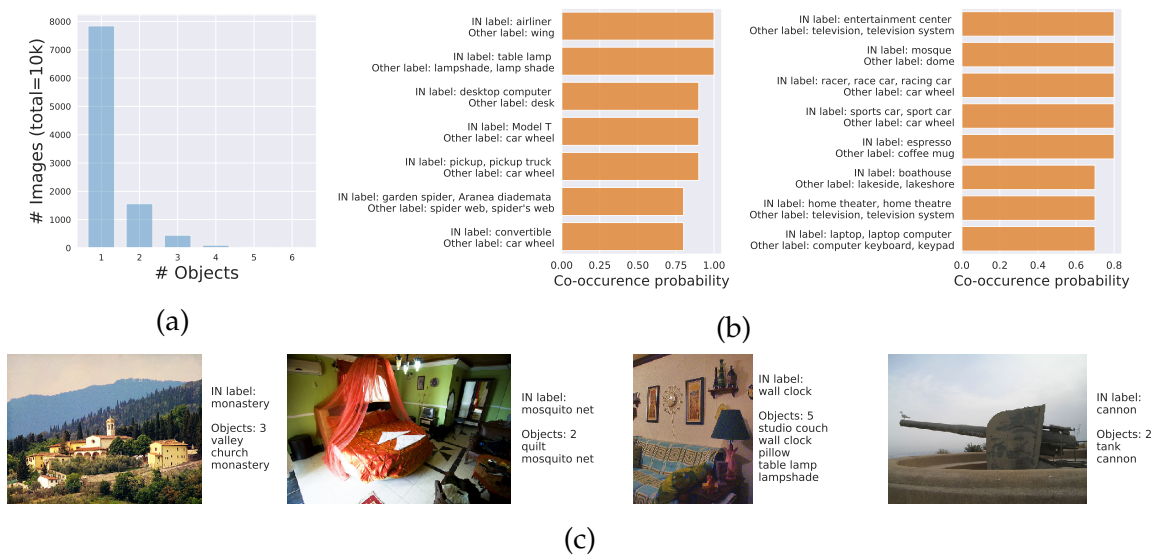 # Images (total=10k)
8000
7000
6000
5000
4000
3000
2000
1000
0
1 2 3 4 5 6
# Objects
(a)
IN label: airliner
Other label: wing
IN label: table lamp
Other label: lampshade, lamp shade
IN label: desktop computer
Other label: desk
IN label: Model T
Other label: car wheel
IN label: pickup, pickup truck
Other label: car wheel
IN label: garden spider, Aranea diademata
Other label: spider web, spider's web
IN label: convertible
Other label: car wheel
0.00 0.25 0.50 0.75 1.00
Co-occurence probability
IN label: entertainment center
Other label: television, television system
IN label: mosque
Other label: dome
IN label: racer, race car, racing car
Other label: car wheel
IN label: sports car, sport car
Other label: car wheel
IN label: espresso
Other label: coffee mug
IN label: boathouse
Other label: lakeside, lakeshore
IN label: home theater, home theatre
Other label: television, television system
IN label: laptop, laptop computer
Other label: computer keyboard, keypad
0.0 0.2 0.4 0.6 0.8
Co-occurence probability
(b)
IN label:
monastery
Objects: 3
valley
church
monastery
IN label:
mosquito net
Objects: 2
quilt
mosquito net
IN label:
wall clock
Objects: 5
studio couch
wall clock
pillow
table lamp
lampshade
IN label:
cannon
Objects: 2
tank
cannon
(c)